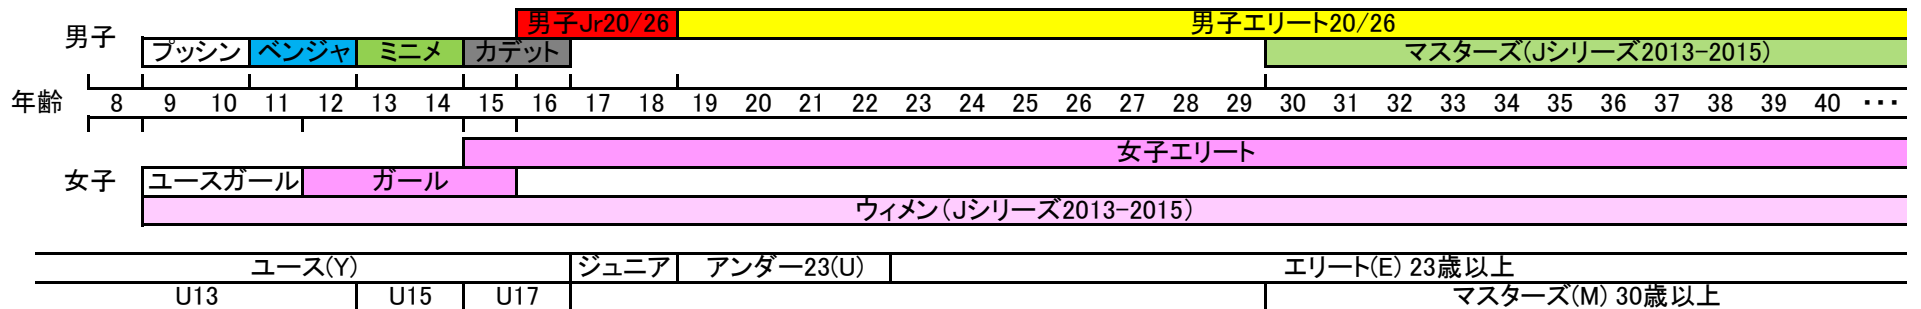 男子Jr20/26 男子エリート20/26
男子
プッシン ベンジャ ミニメ カデット マスターズ(Jシリーズ2013-2015)
年齢 8 9 10 11 12 13 14 15 16 17 18 19 20 21 22 23 24 25 26 27 28 29 30 31 32 33 34 35 36 37 38 39 40 ・・・
女子エリート
女子 ユースガール ガール
ウィメン(Jシリーズ2013-2015)
ユース(Y) ジュニア アンダー23(U) エリート(E) 23歳以上
U13 U15 U17 マスターズ(M) 30歳以上